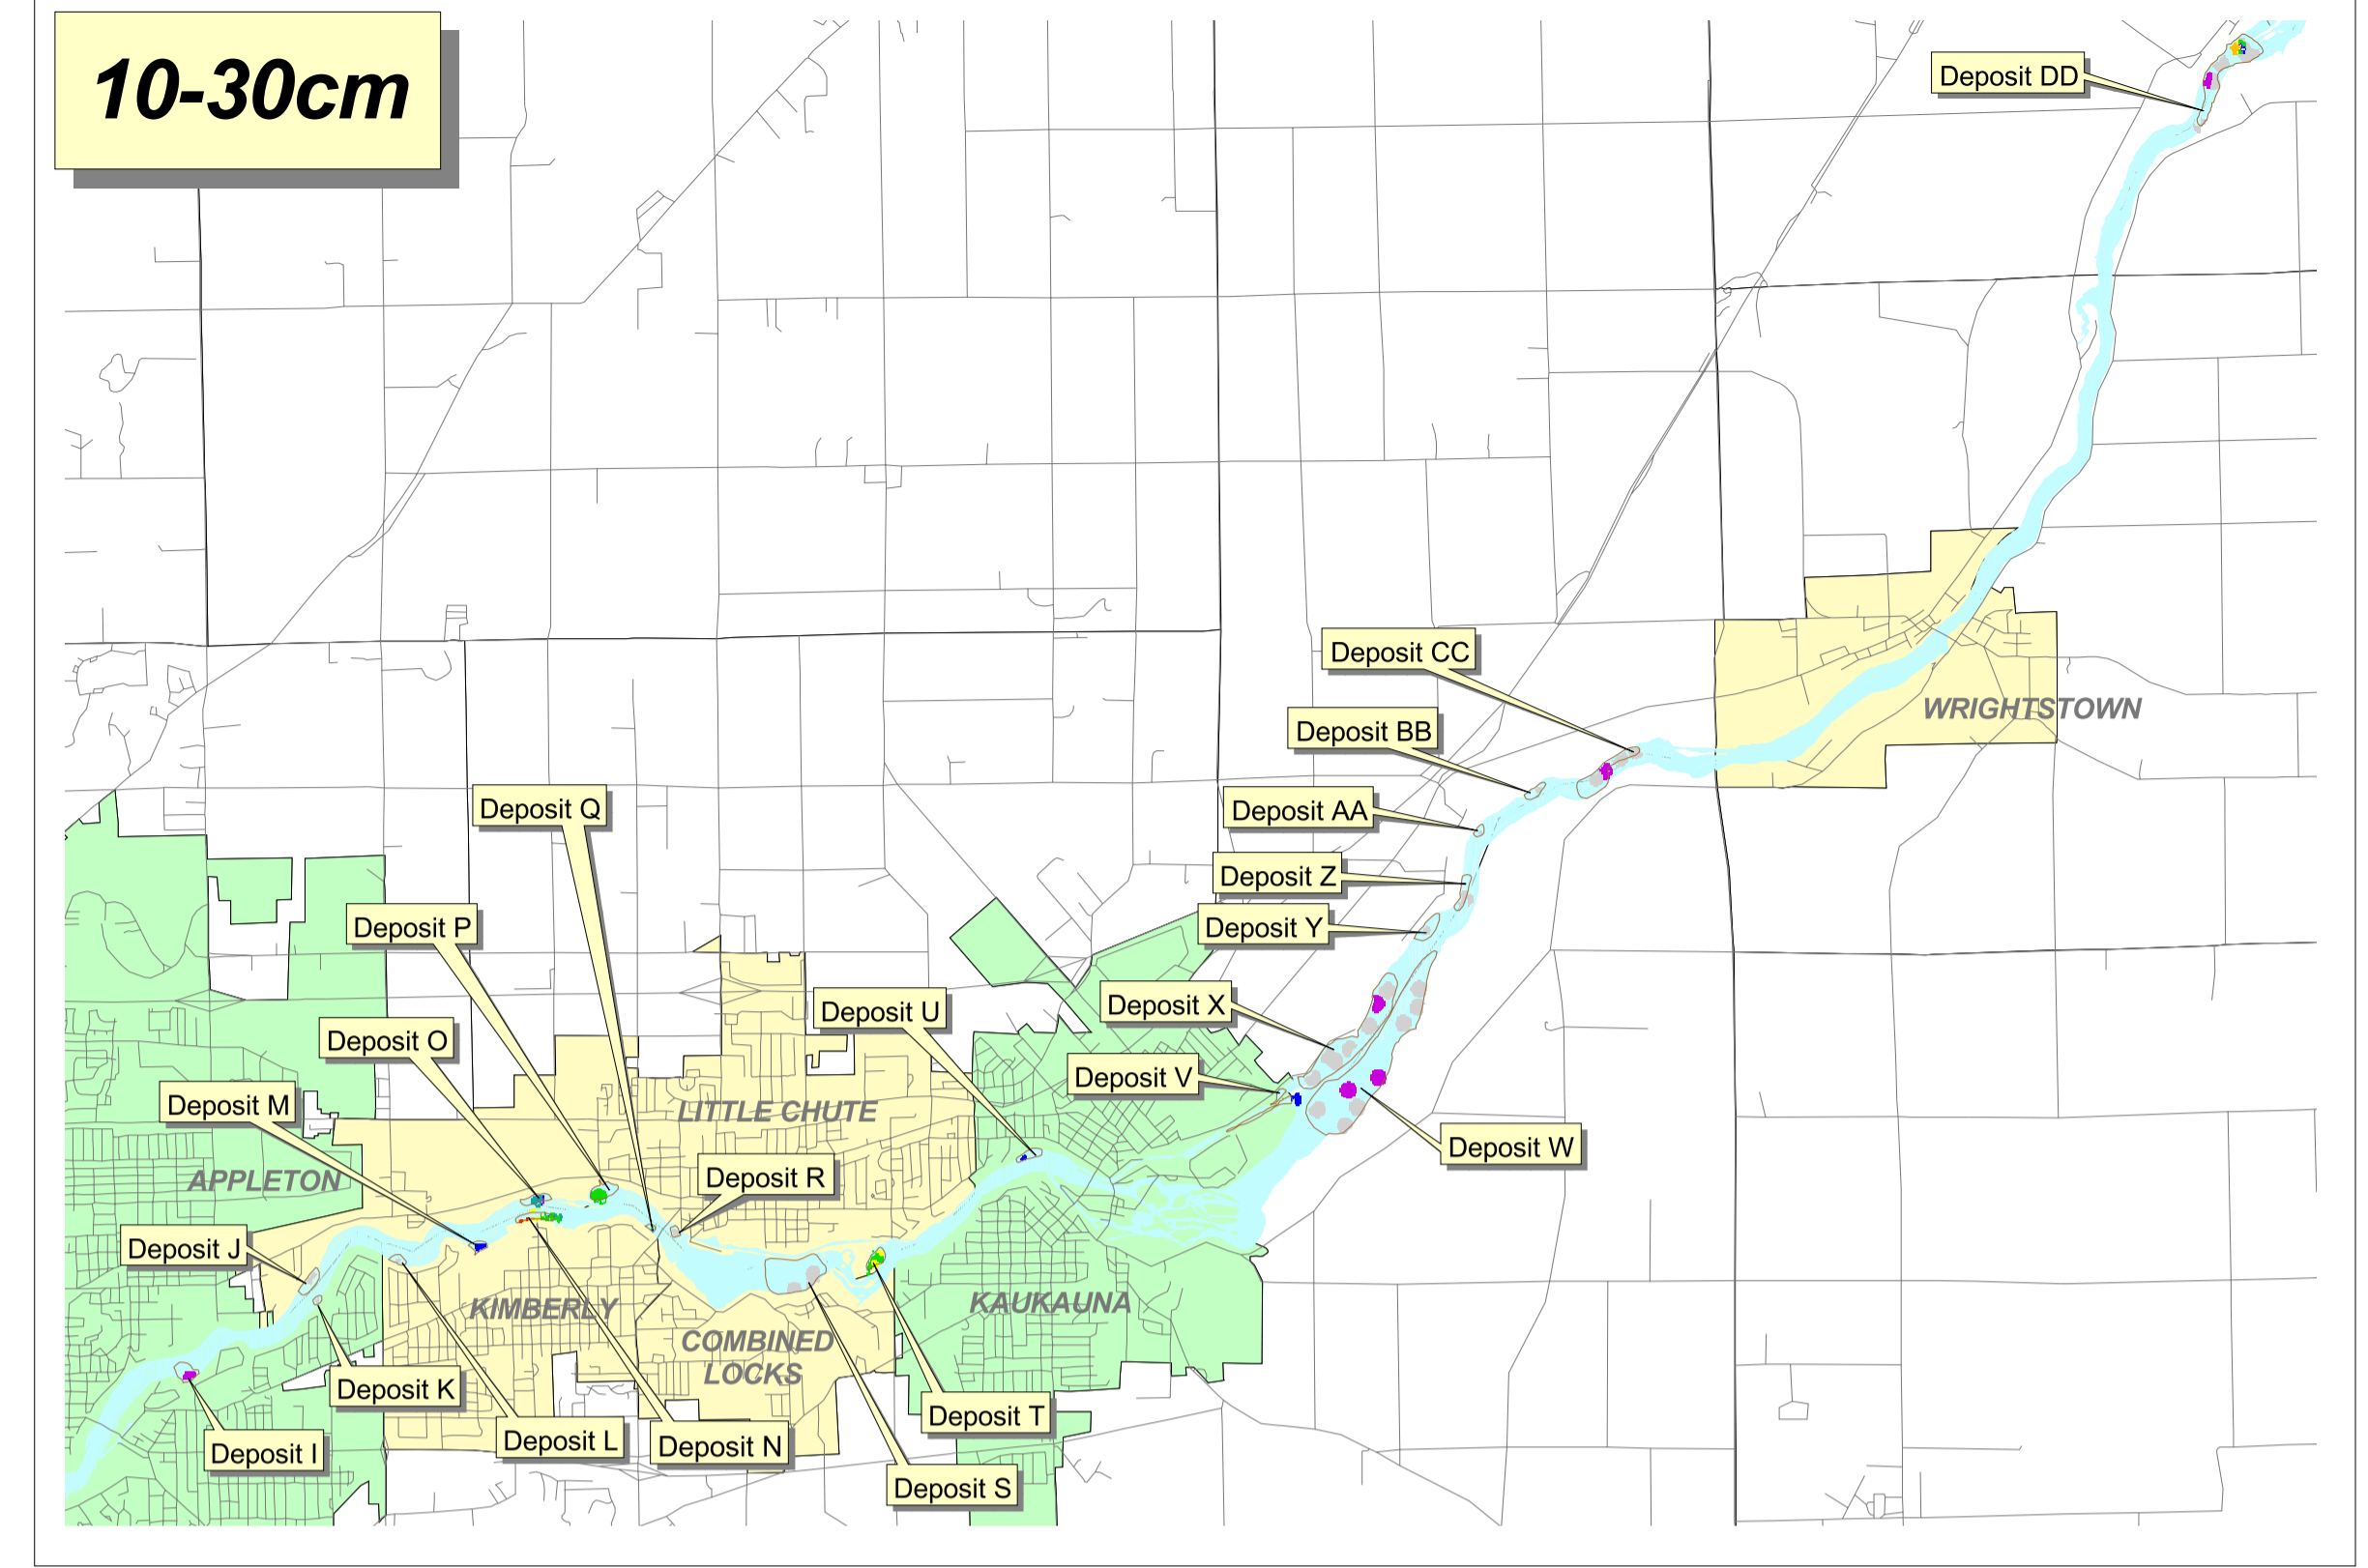 10-30cm
Deposit DD
Deposit CC
WRIGHTSTOWN
Deposit BB
Deposit Q
Deposit AA
Deposit Z
Deposit P
Deposit Y
Deposit U
Deposit X
Deposit O
Deposit V
Deposit M
LITTLE CHUTE
Deposit W
APPLETON
Deposit R
Deposit J
KIMBERLY
KAUKAUNA
COMBINED
LOCKS
Deposit K
Deposit T
Deposit L
Deposit N
Deposit I
Deposit S